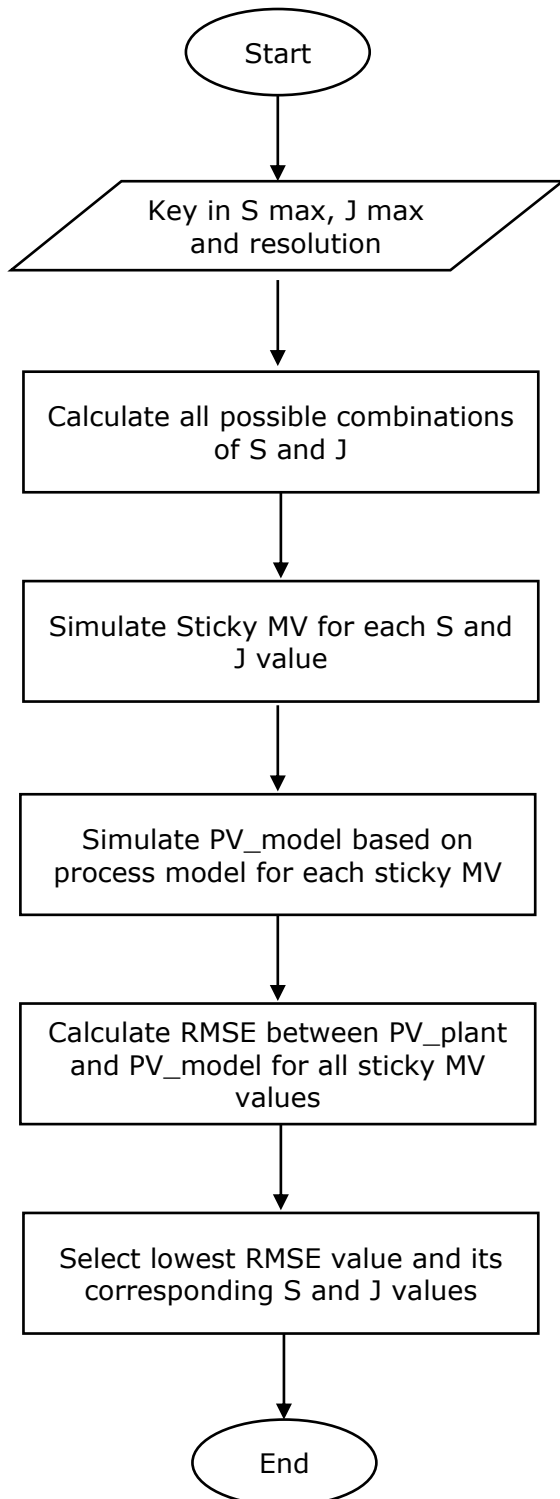 Start
Key in S max, J max
and resolution
Calculate all possible combinations
of S and J
Simulate Sticky MV for each S and
J value
Simulate PV_model based on
process model for each sticky MV
Calculate RMSE between PV_plant
and PV_model for all sticky MV
values
Select lowest RMSE value and its
corresponding S and J values
End